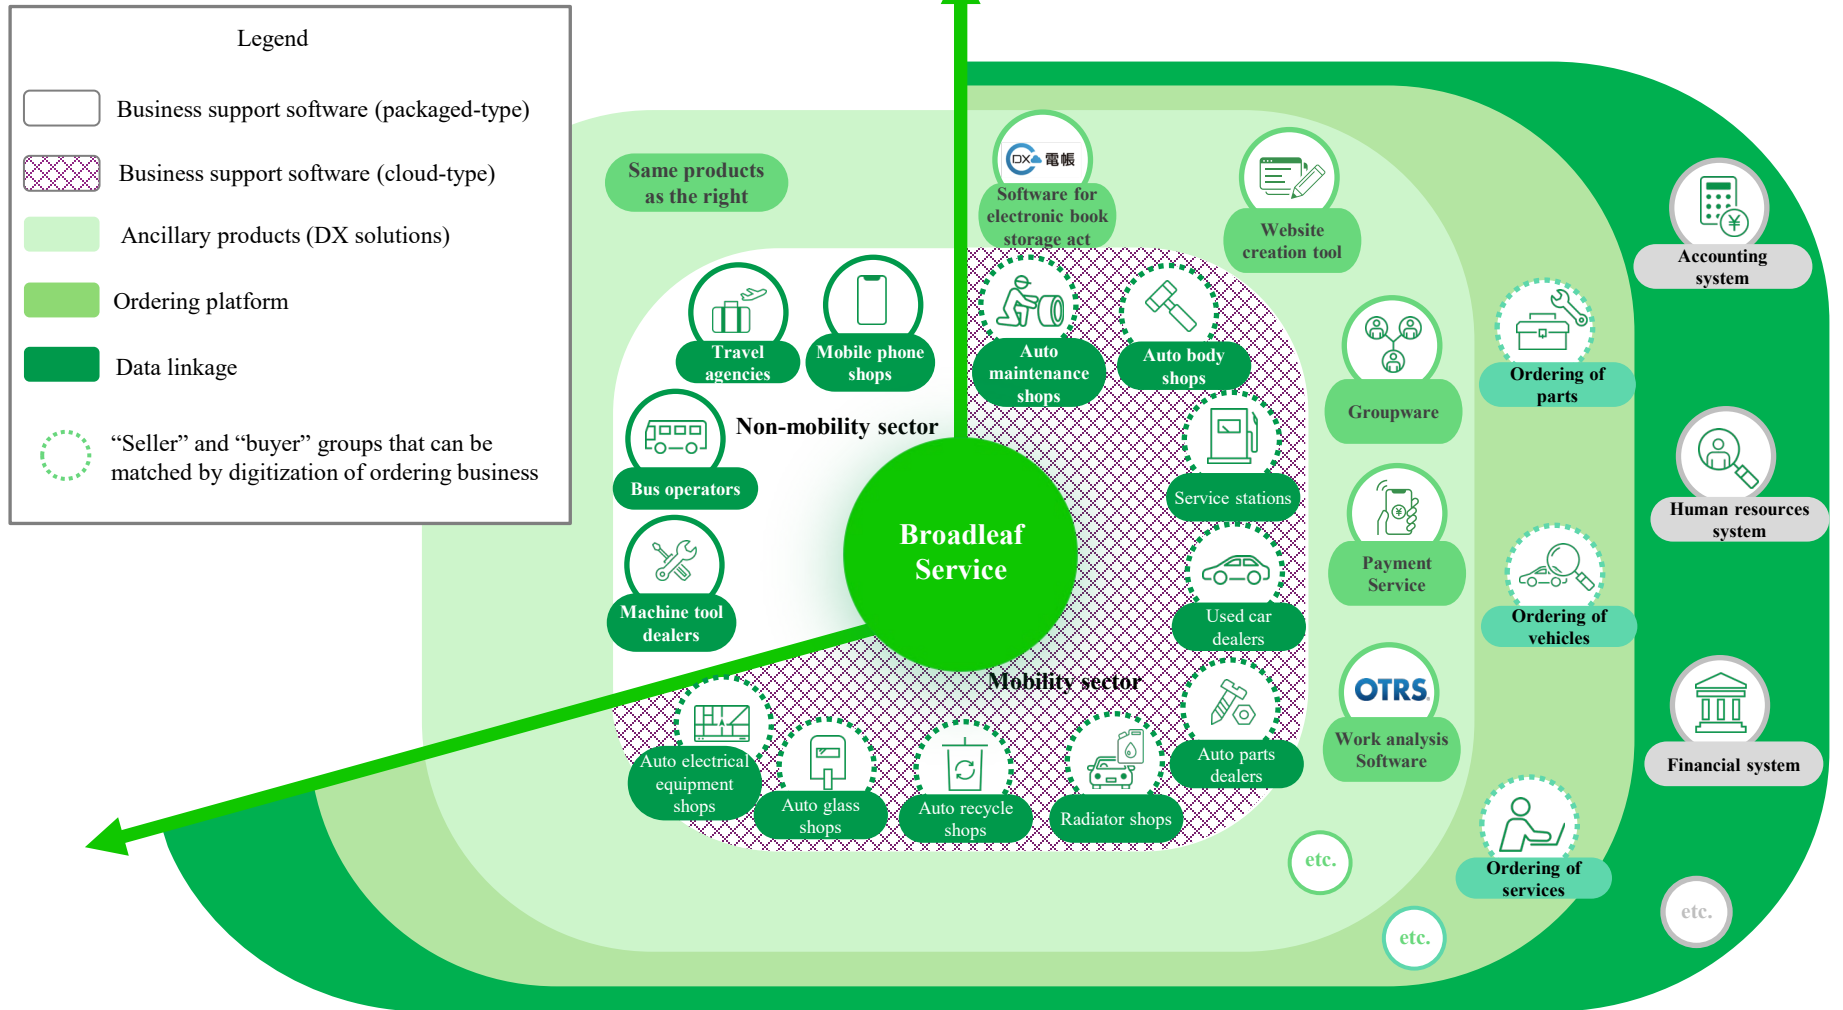 Legend
Business support software (packaged-type)
Business support software (cloud-type)
Ancillary products (DX solutions)
Ordering platform
Data linkage
“Seller” and “buyer” groups that can be
matched by digitization of ordering business
Same products
as the right
DX 電帳
Software for
electronic book
storage act
Website
creation tool
Accounting
system
Travel
agencies
Mobile phone
shops
Auto
maintenance
shops
Auto body
shops
Ordering of
parts
Groupware
Non-mobility sector
Bus operators
Service stations
Human resources
system
Broadleaf
Service
Payment
Service
Machine tool
dealers
Used car
dealers
Ordering of
vehicles
Mobility sector
OTRS
Work analysis
Software
Auto electrical
equipment
shops
Auto glass
shops
Auto recycle
shops
Radiator shops
Auto parts
dealers
Financial system
Ordering of
services
etc.
etc.
etc.